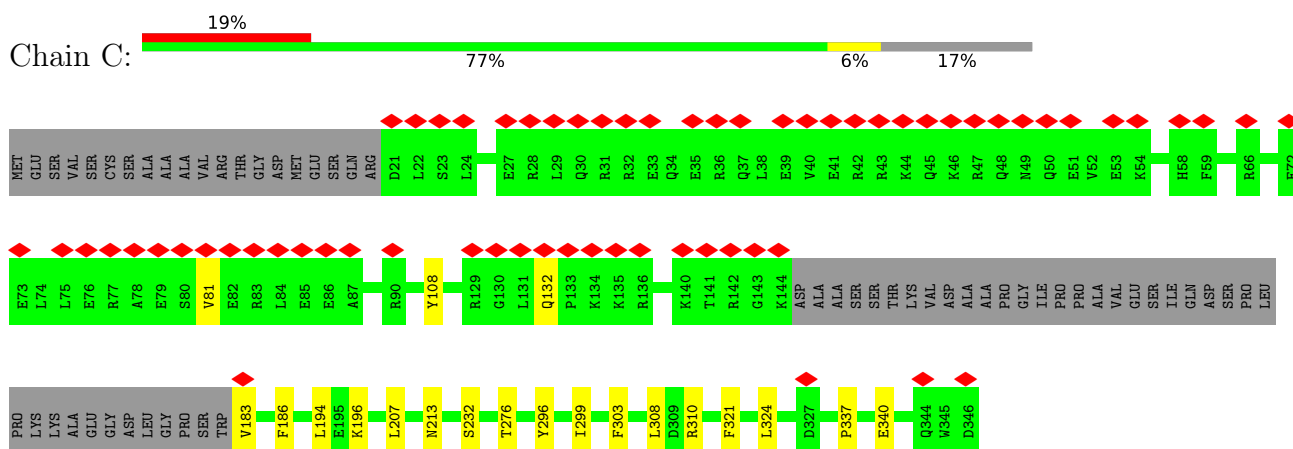 19%
Chain C:
77% 6% 17%
MET GLU SER VAL SER CYS SER ALA ALA ALA VAL ARG THR GLY ASP MET GLU SER GLN ARG D21 L22 S23 L24 E27 R28 L29 Q30 R31 R32 E33 Q34 E35 R36 Q37 L38 E39 V40 E41 R42 R43 K44 Q45 K46 R47 Q48 N49 Q50 E51 V52 E53 K54 H58 F59 R66 E72
E73 L74 L75 E76 R77 A78 E79 S80 V81 E82 R83 L84 E85 E86 A87 R90 Y108 R129 G130 L131 Q132 P133 K134 K135 R136 K140 T141 R142 G143 K144 ASP ALA ALA SER SER THR LYS VAL ASP ALA ALA PRO GLY ILE PRO PRO ALA VAL GLU SER ILE GLN ASP SER PRO LEU
PRO LYS LYS ALA GLU GLY ASP LEU GLY PRO SER TRP V183 F186 L194 E195 K196 L207 N213 S232 T276 Y296 I299 F303 L308 D309 R310 F321 L324 D327 P337 E340 Q344 W345 D346